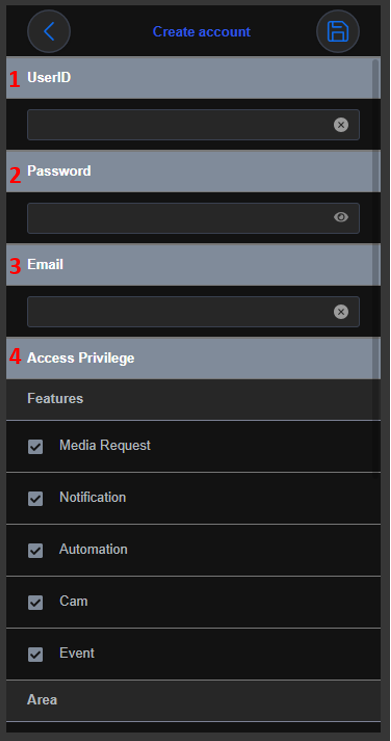 Create account
1 UserID
2 Password
3 Email
4 Access Privilege
Features
Media Request
Notification
Automation
Cam
Event
Area